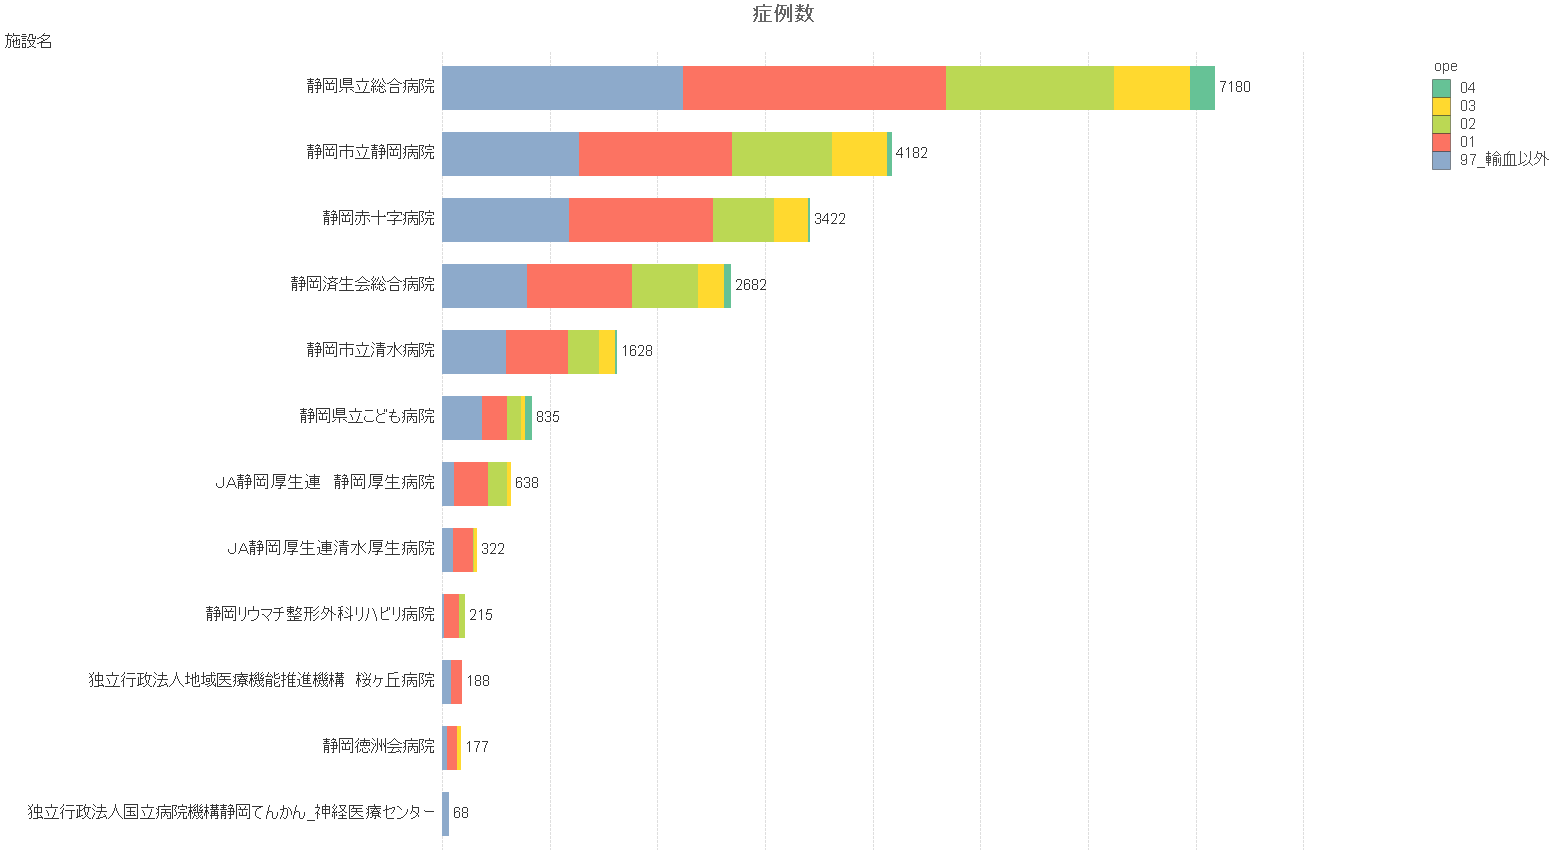 症例数
施設名
静岡県立総合病院 7180
静岡市立静岡病院 4182
静岡赤十字病院 3422
静岡済生会総合病院 2682
静岡市立清水病院 1628
静岡県立こども病院 835
JA静岡厚生連　静岡厚生病院 638
JA静岡厚生連清水厚生病院 322
静岡リウマチ整形外科リハビリ病院 215
独立行政法人地域医療機能推進機構　桜ヶ丘病院 188
静岡徳洲会病院 177
独立行政法人国立病院機構静岡てんかん_神経医療センター 68
ope
04
03
02
01
97_輸血以外